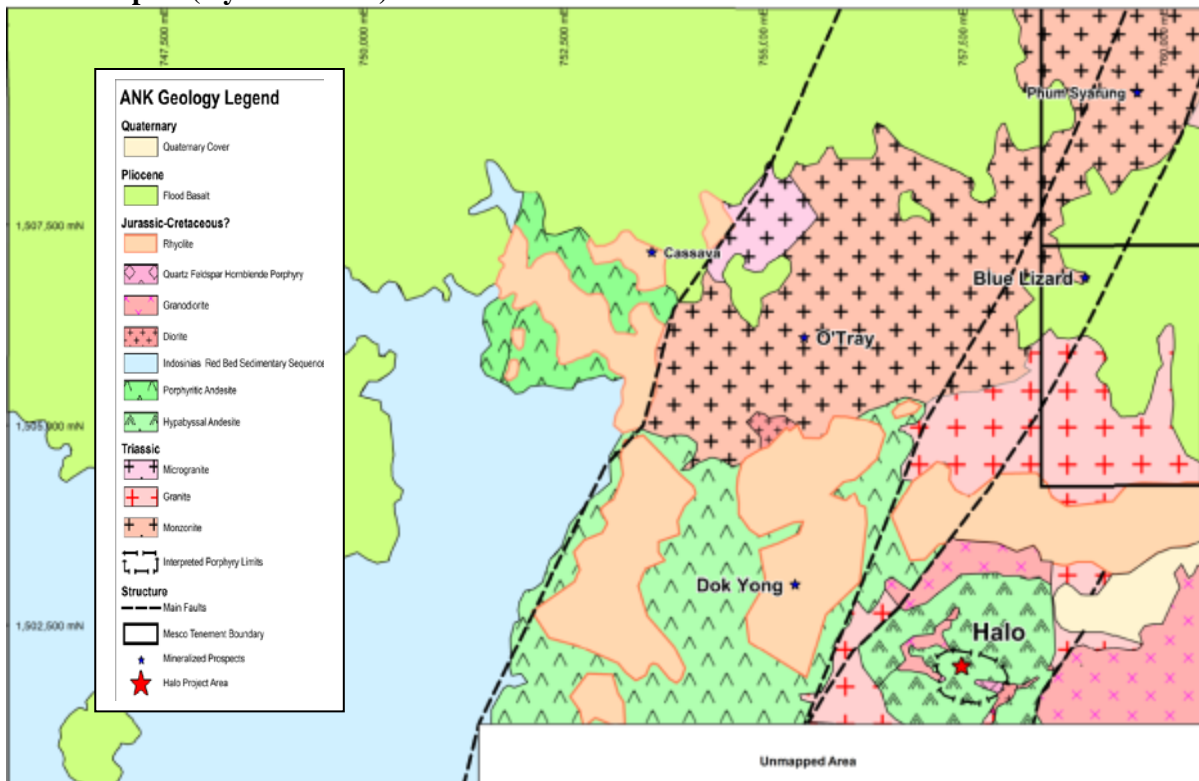 747,500 mE
750,000 mE
752,500 mE
755,000 mE
757,500 mE
760,000 mE
ANK Geology Legend
Quaternary
Quaternary Cover
Pliocene
Flood Basalt
Jurassic-Cretaceous?
Rhyolite
Quartz Feldspar Hornblende Porphyry
Granodiorite
Diorite
Indosinias Red Bed Sedimentary Sequence
Porphyritic Andesite
Hypabyssal Andesite
Triassic
Microgranite
Granite
Monzonite
Interpreted Porphyry Limits
Structure
Main Faults
Mesco Tenement Boundary
Mineralized Prospects
Halo Project Area
1,507,500 mN
1,505,000 mN
1,502,500 mN
Phum Syarung
Cassava
Blue Lizard
O'Tray
Dok Yong
Halo
Unmapped Area